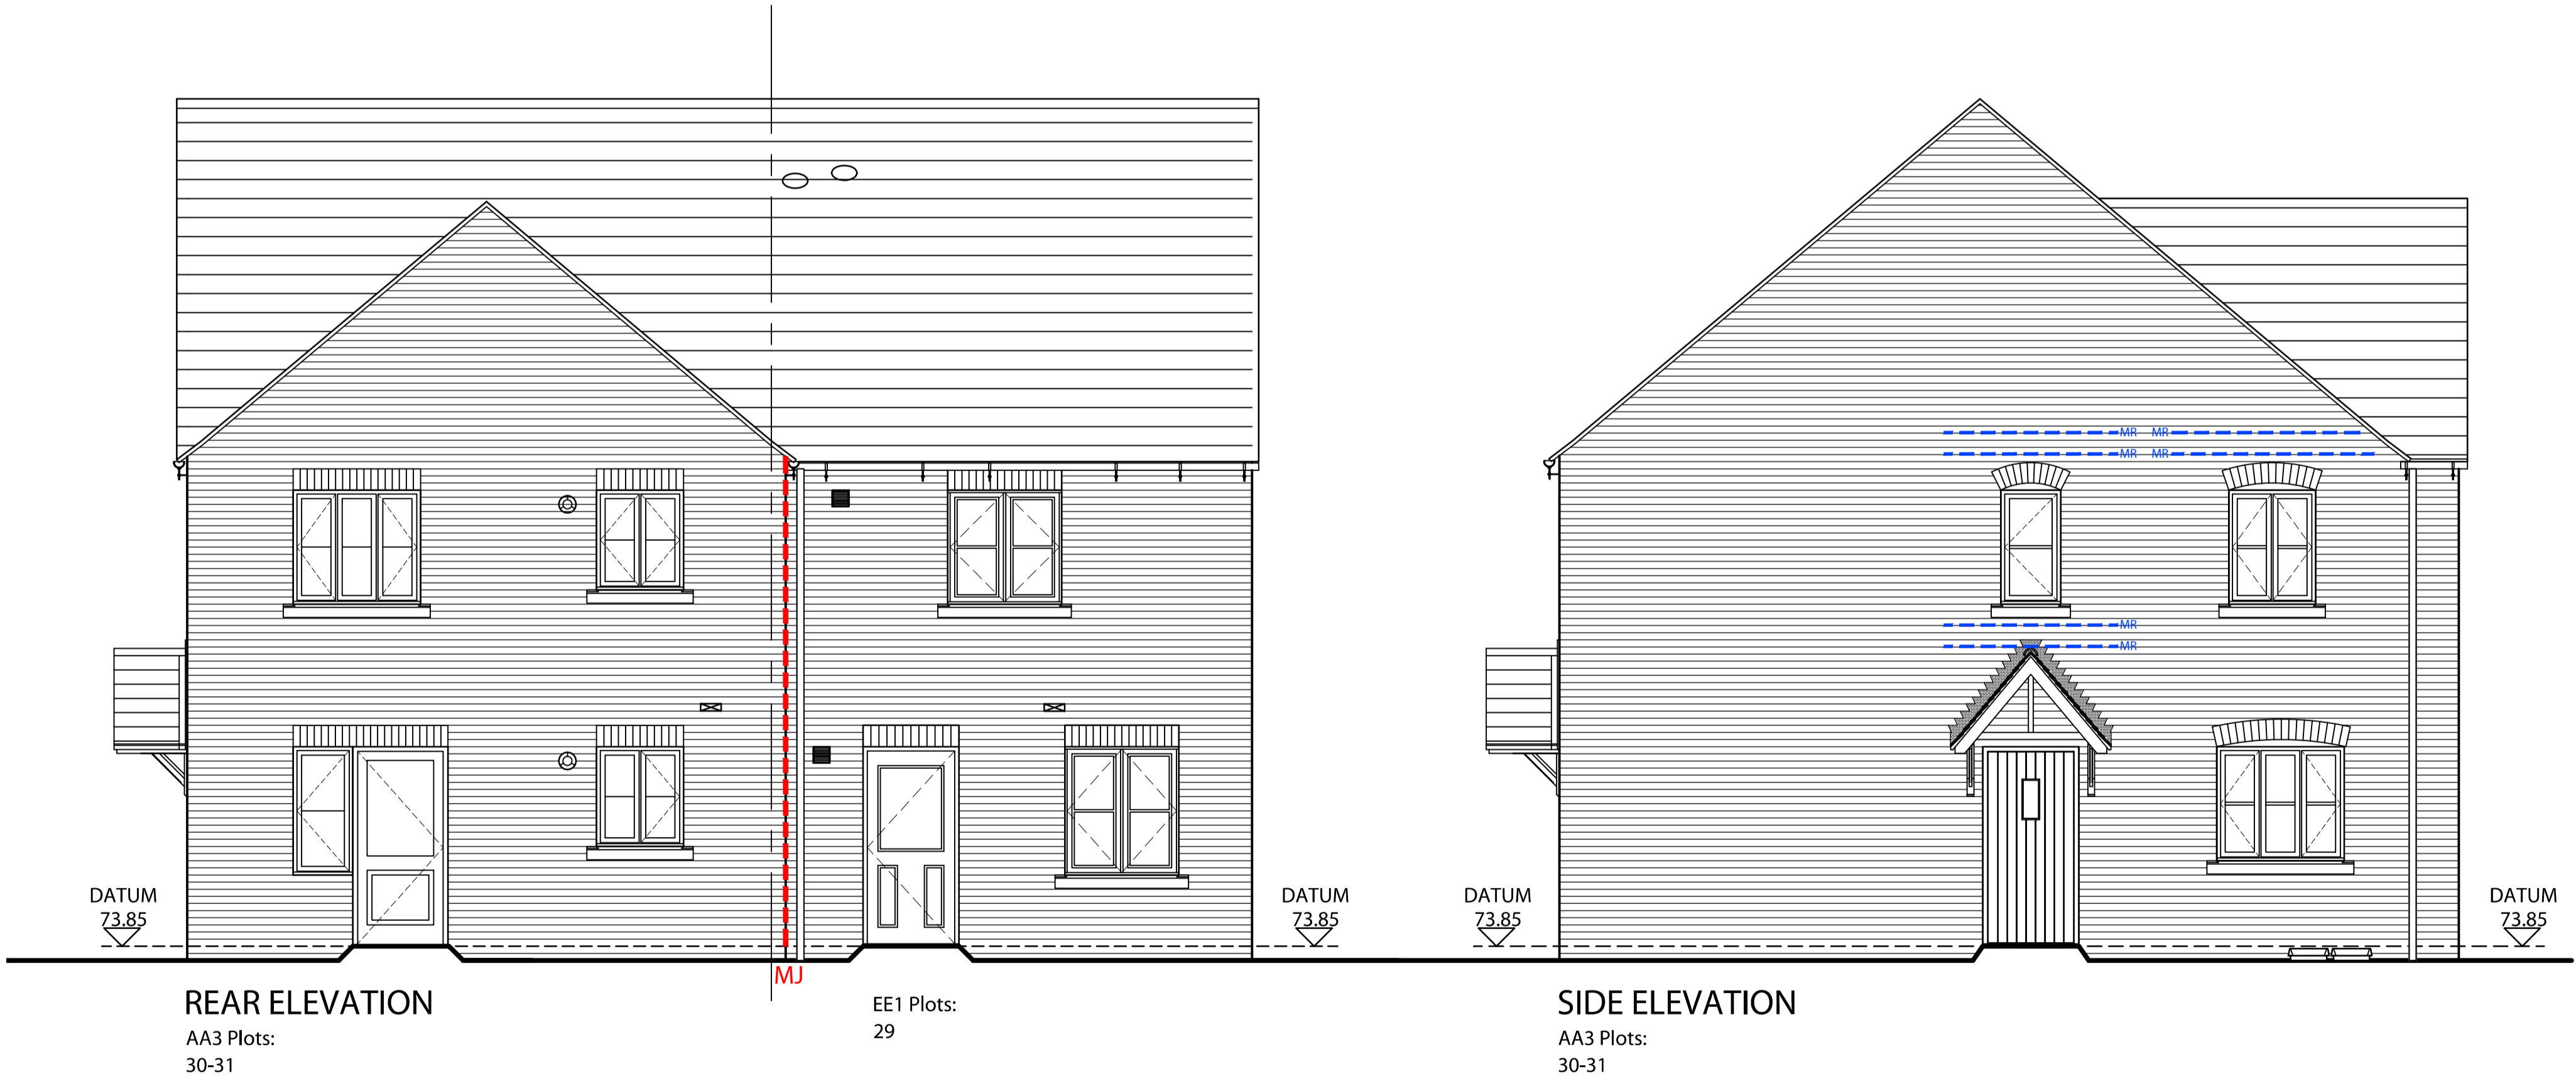 MR MR
MR MR
MR
MR
DATUM
73.85
DATUM
73.85
DATUM
73.85
DATUM
73.85
MJ
REAR ELEVATION
AA3 Plots:
30-31
EE1 Plots:
29
SIDE ELEVATION
AA3 Plots:
30-31